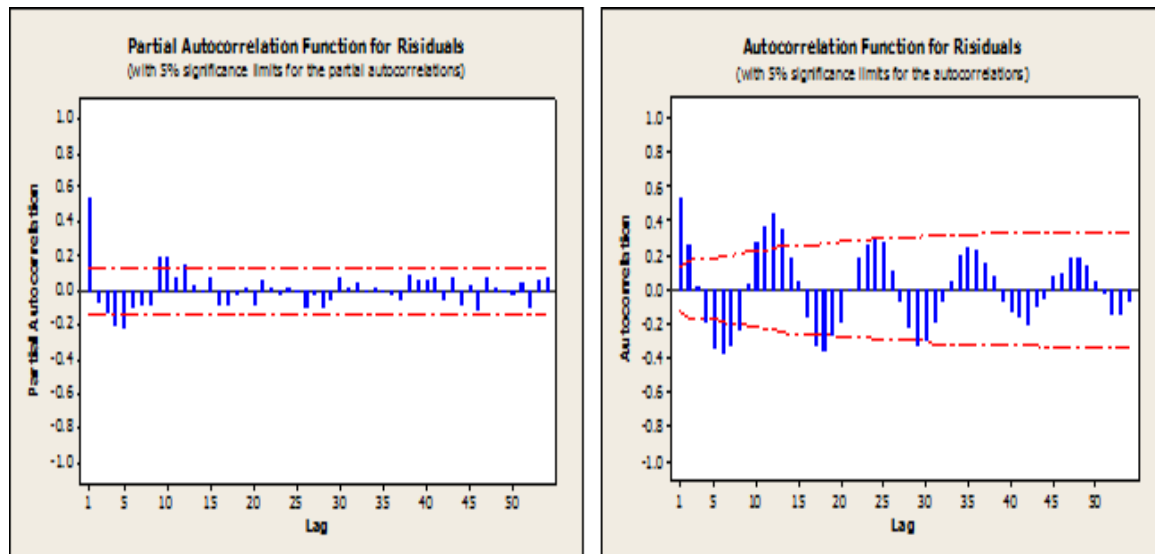 Partial Autocorrelation Function for Risiduals
(with 5% significance limits for the partial autocorrelations)
1.0
0.8
0.6
0.4
0.2
0.0
-0.2
-0.4
-0.6
-0.8
-1.0
Partial Autocorrelation
1 5 10 15 20 25 30 35 40 45 50
Lag
Autocorrelation Function for Risiduals
(with 5% significance limits for the autocorrelations)
1.0
0.8
0.6
0.4
0.2
0.0
-0.2
-0.4
-0.6
-0.8
-1.0
Autocorrelation
1 5 10 15 20 25 30 35 40 45 50
Lag